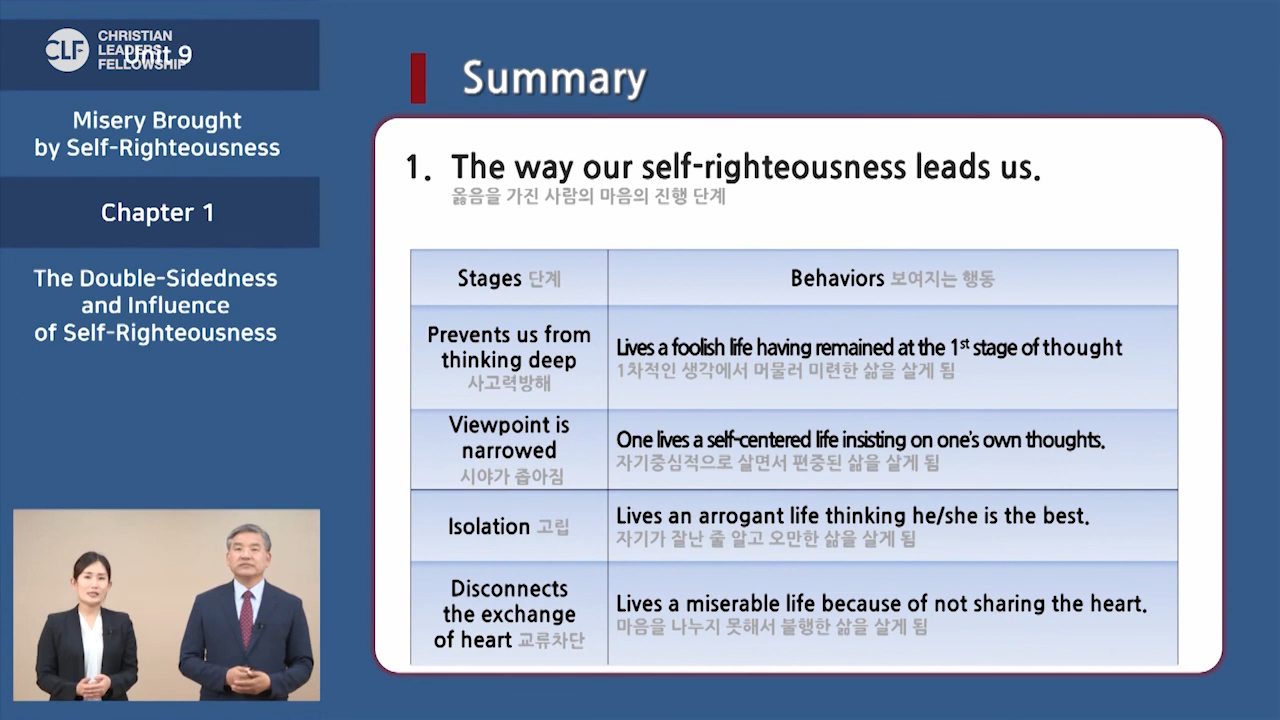 CHRISTIAN
LEADERS
FELLOWSHIP
CLF
Unit 9
Misery Brought
by Self-Righteousness
Chapter 1
The Double-Sidedness
and Influence
of Self-Righteousness
Summary
1. The way our self-righteousness leads us.
옳음을 가진 사람의 마음의 진행 단계
Stages 단계
Behaviors 보여지는 행동
Prevents us from
thinking deep
사고력방해
Lives a foolish life having remained at the 1st stage of thought
1차적인 생각에서 머물러 미련한 삶을 살게 됨
Viewpoint is
narrowed
시야가 좁아짐
One lives a self-centered life insisting on one's own thoughts.
자기중심적으로 살면서 편중된 삶을 살게 됨
Isolation 고립
Lives an arrogant life thinking he/she is the best.
자기가 잘난 줄 알고 오만한 삶을 살게 됨
Disconnects
the exchange
of heart 교류차단
Lives a miserable life because of not sharing the heart.
마음을 나누지 못해서 불행한 삶을 살게 됨